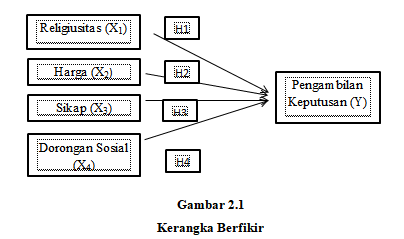 Religiusitas (X1)
H1
Harga (X2)
H2
Sikap (X3)
H3
Dorongan Sosial
(X4)
H4
Pengambilan
Keputusan (Y)
Gambar 2.1
Kerangka Berfikir